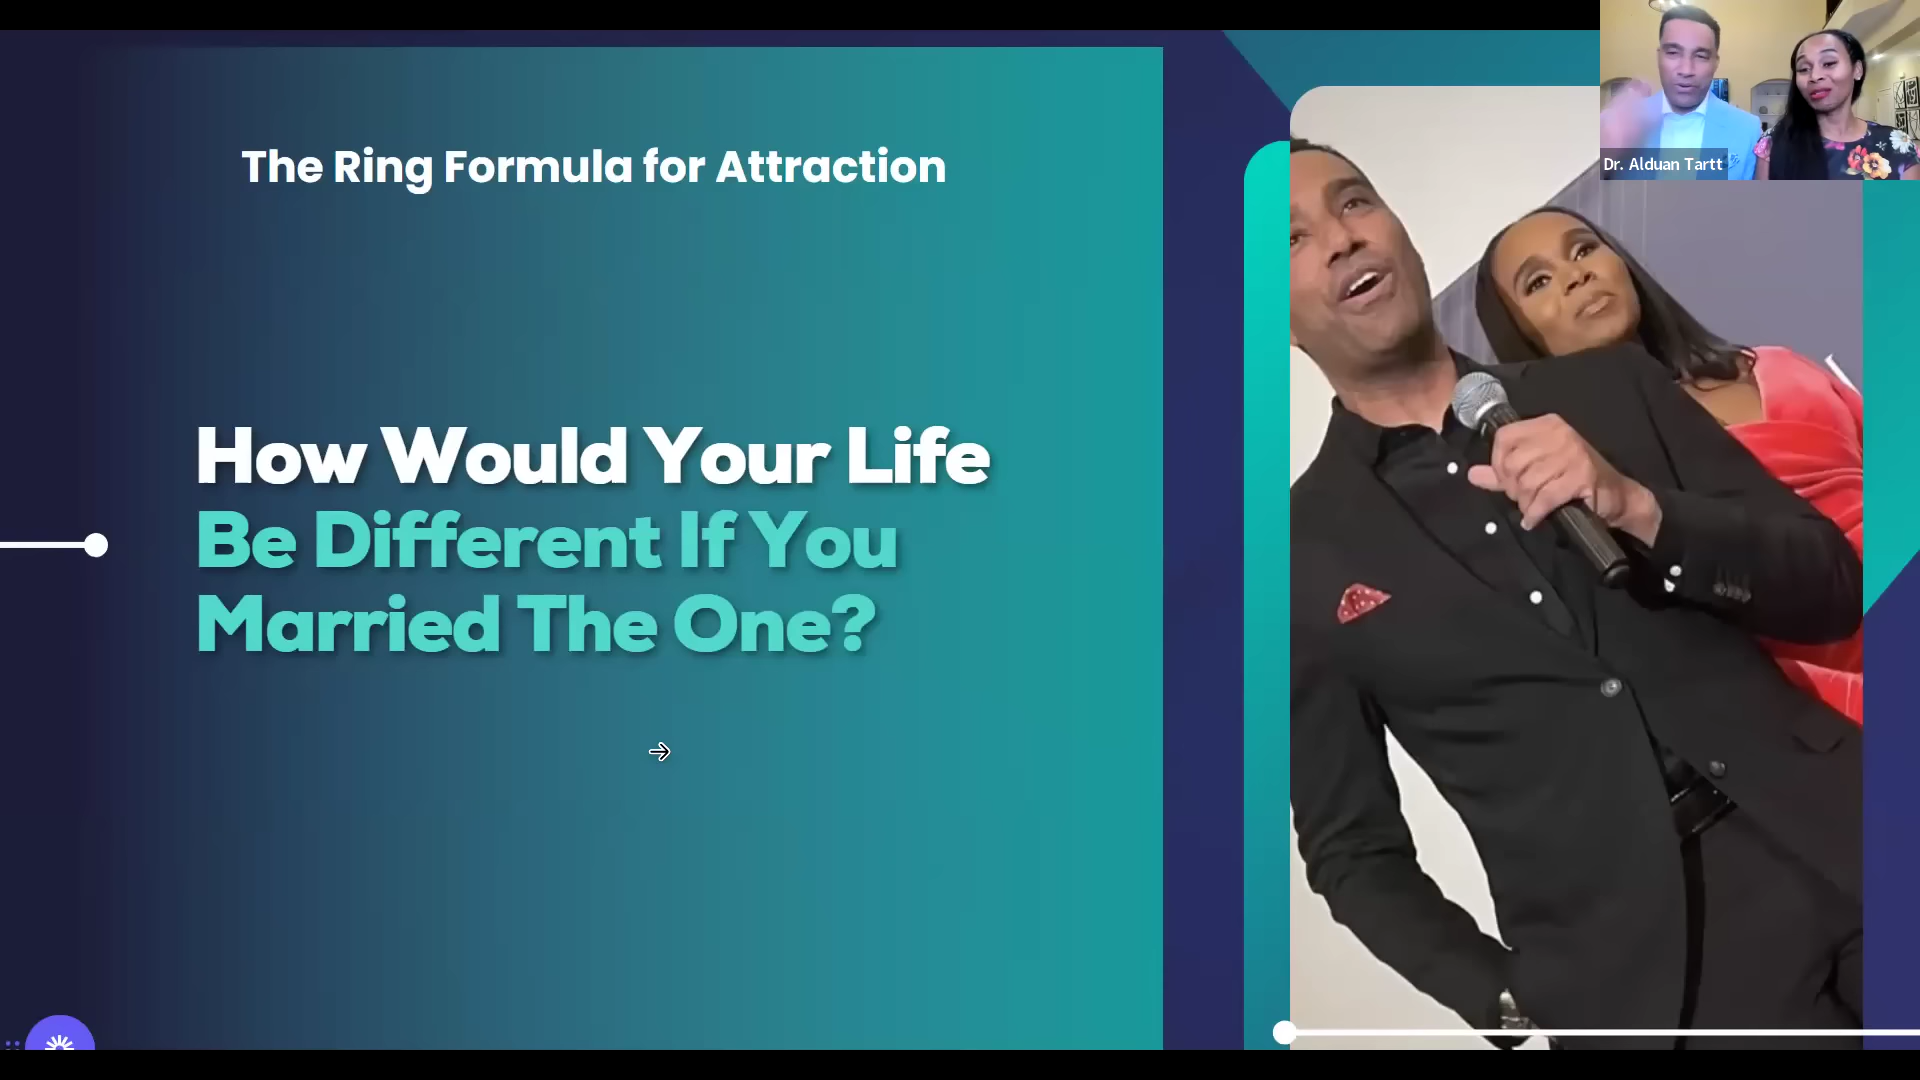 The Ring Formula for Attraction
How Would Your Life
Be Different If You
Married The One?
Dr. Alduan Tartt